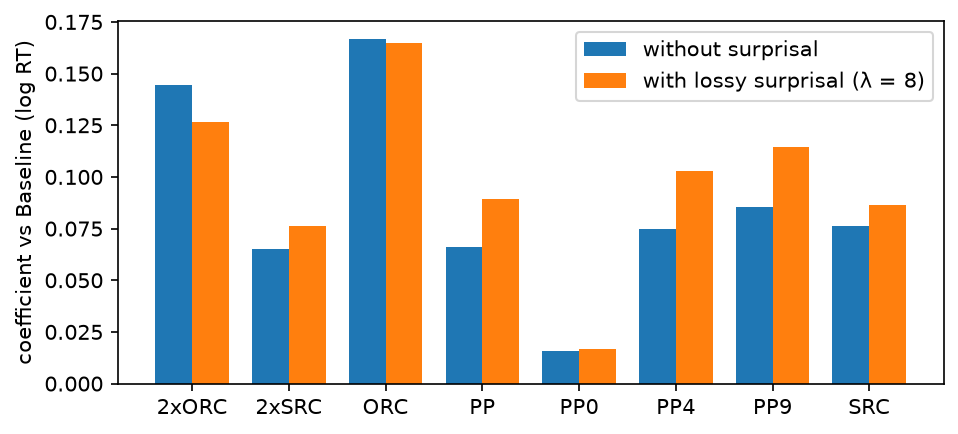 coefficient vs Baseline (log RT)
0.175
0.150
0.125
0.100
0.075
0.050
0.025
0.000
without surprisal
with lossy surprisal (λ = 8)
2xORC 2xSRC ORC PP PP0 PP4 PP9 SRC